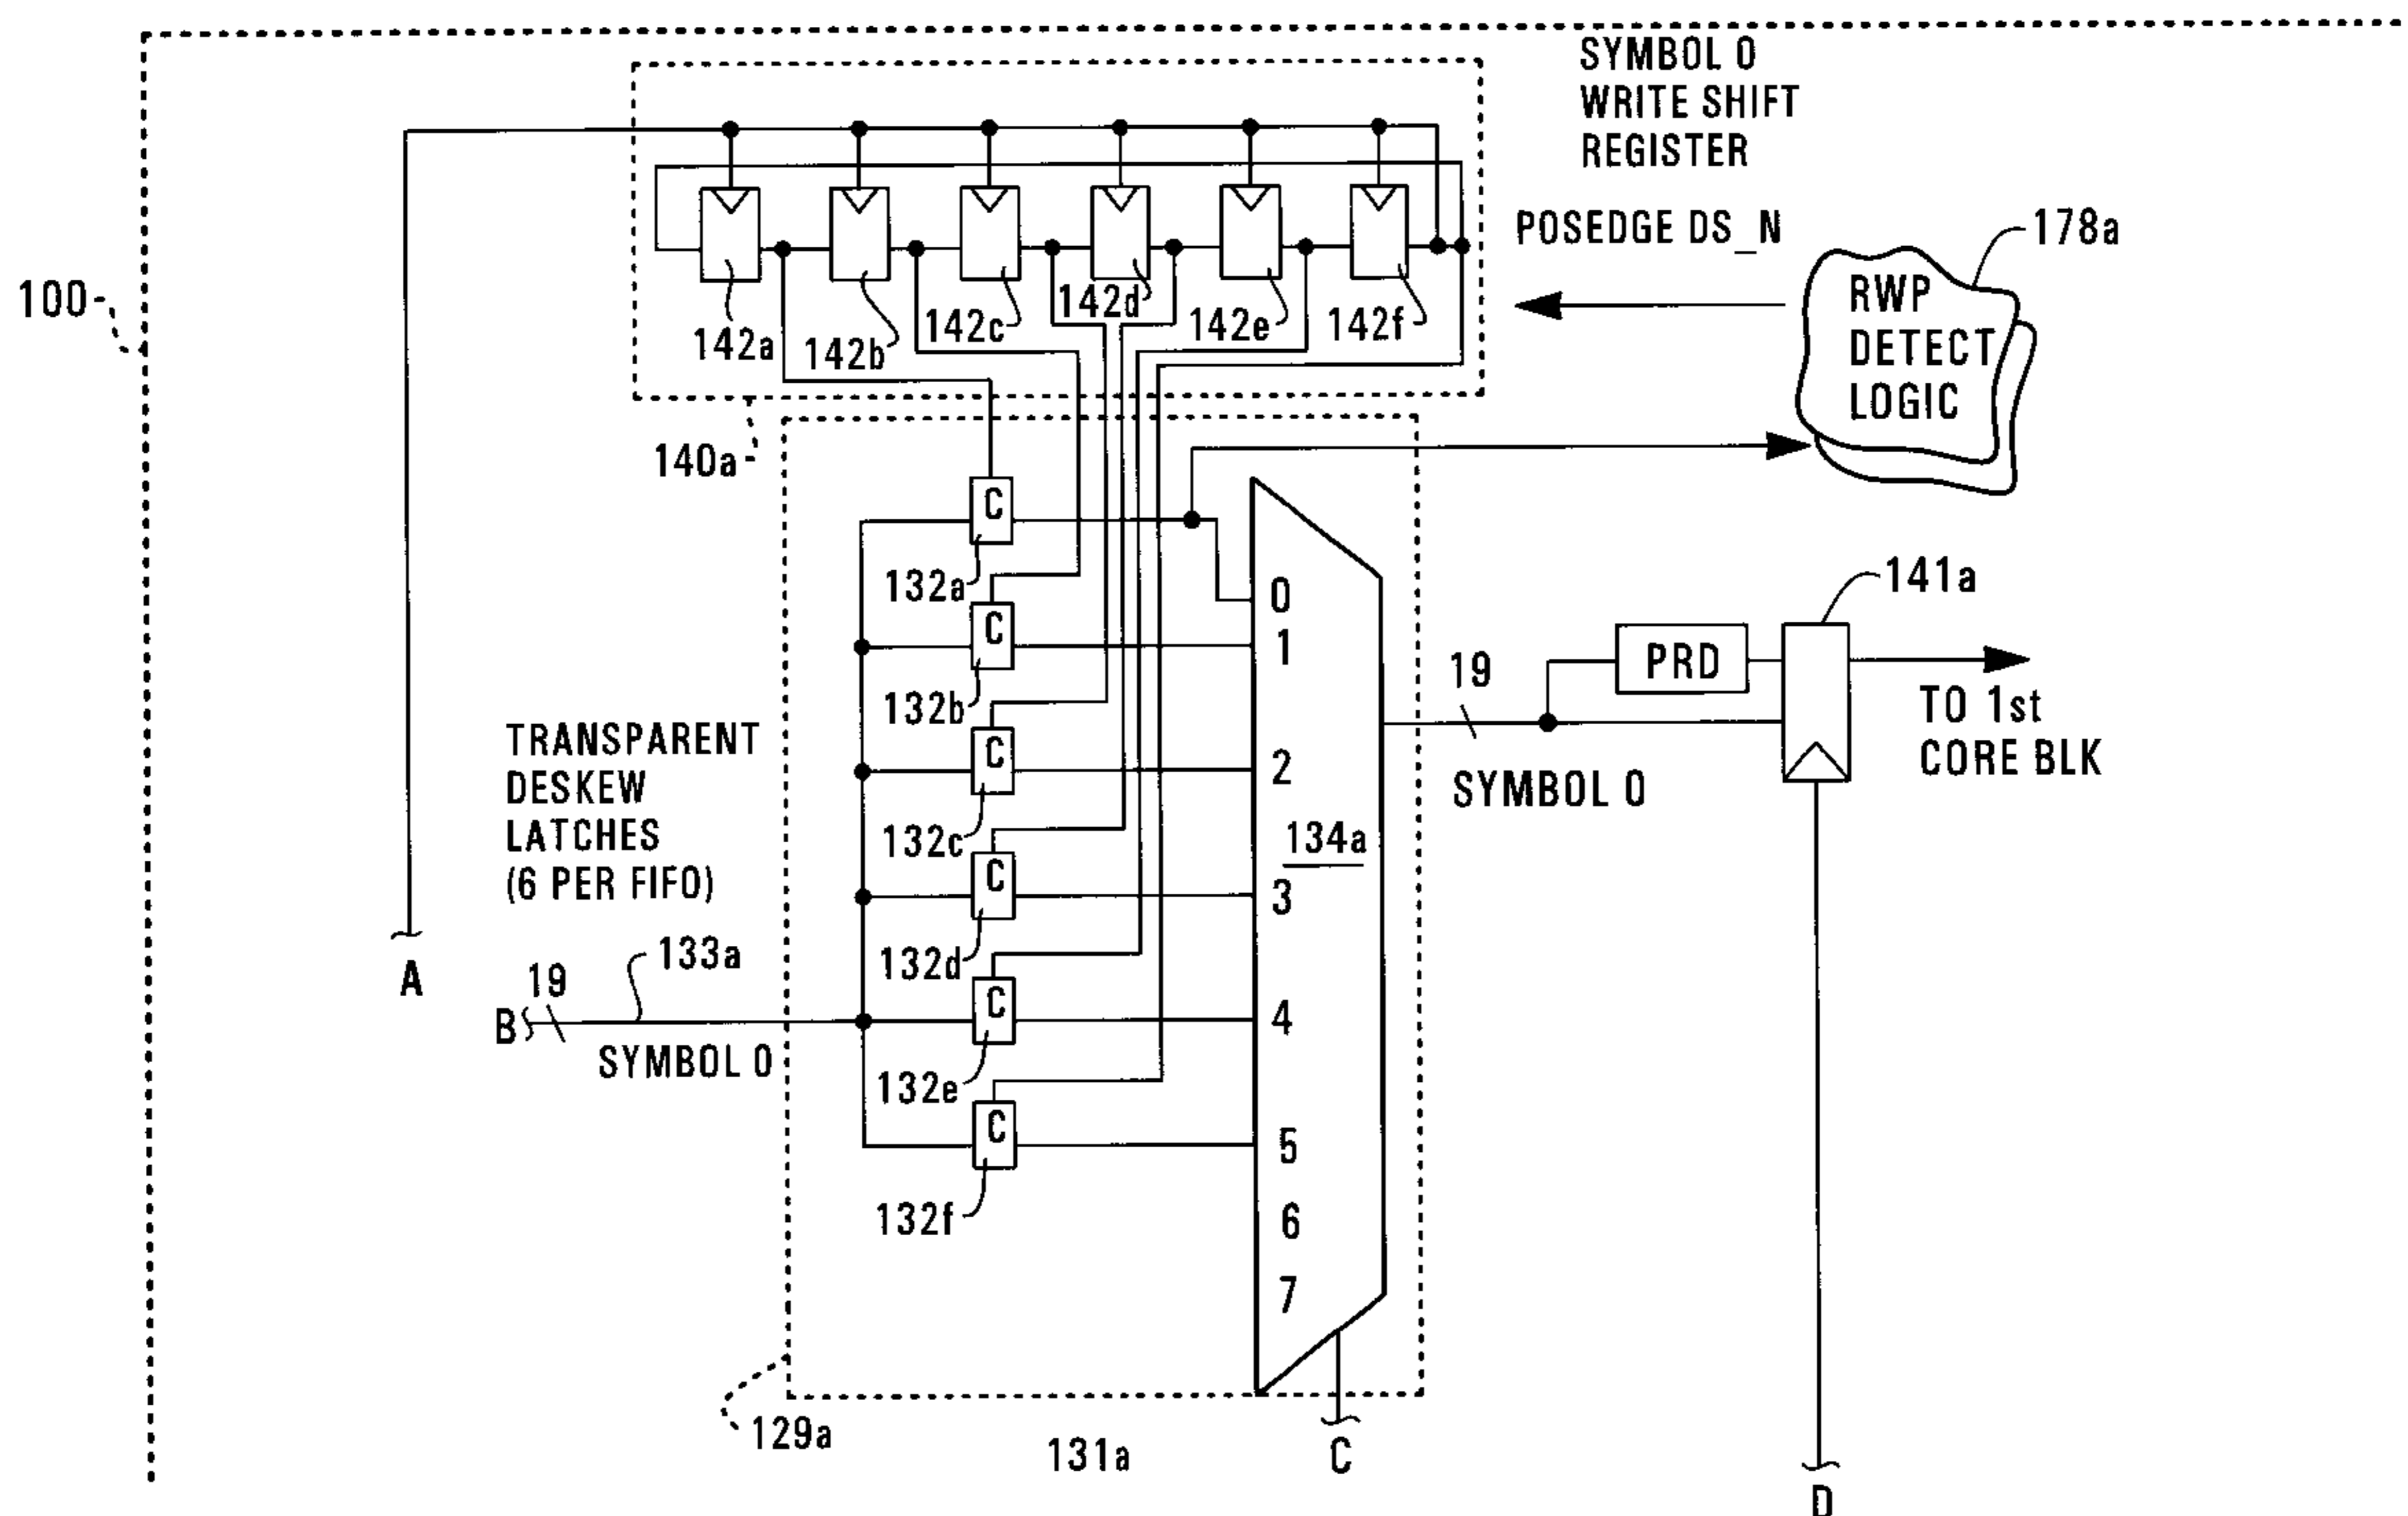 SYMBOL 0
WRITE SHIFT
REGISTER
POSEDGE DS_N
178a
RWP
DETECT
LOGIC
100
142a
142b
142c
142d
142e
142f
140a
C
132a
C
132b
C
132c
C
132d
C
132e
C
132f
0
1
2
134a
3
4
5
6
7
TRANSPARENT
DESKEW
LATCHES
(6 PER FIFO)
A
B
19
133a
SYMBOL 0
19
SYMBOL 0
PRD
141a
TO 1st
CORE BLK
129a
131a
C
D